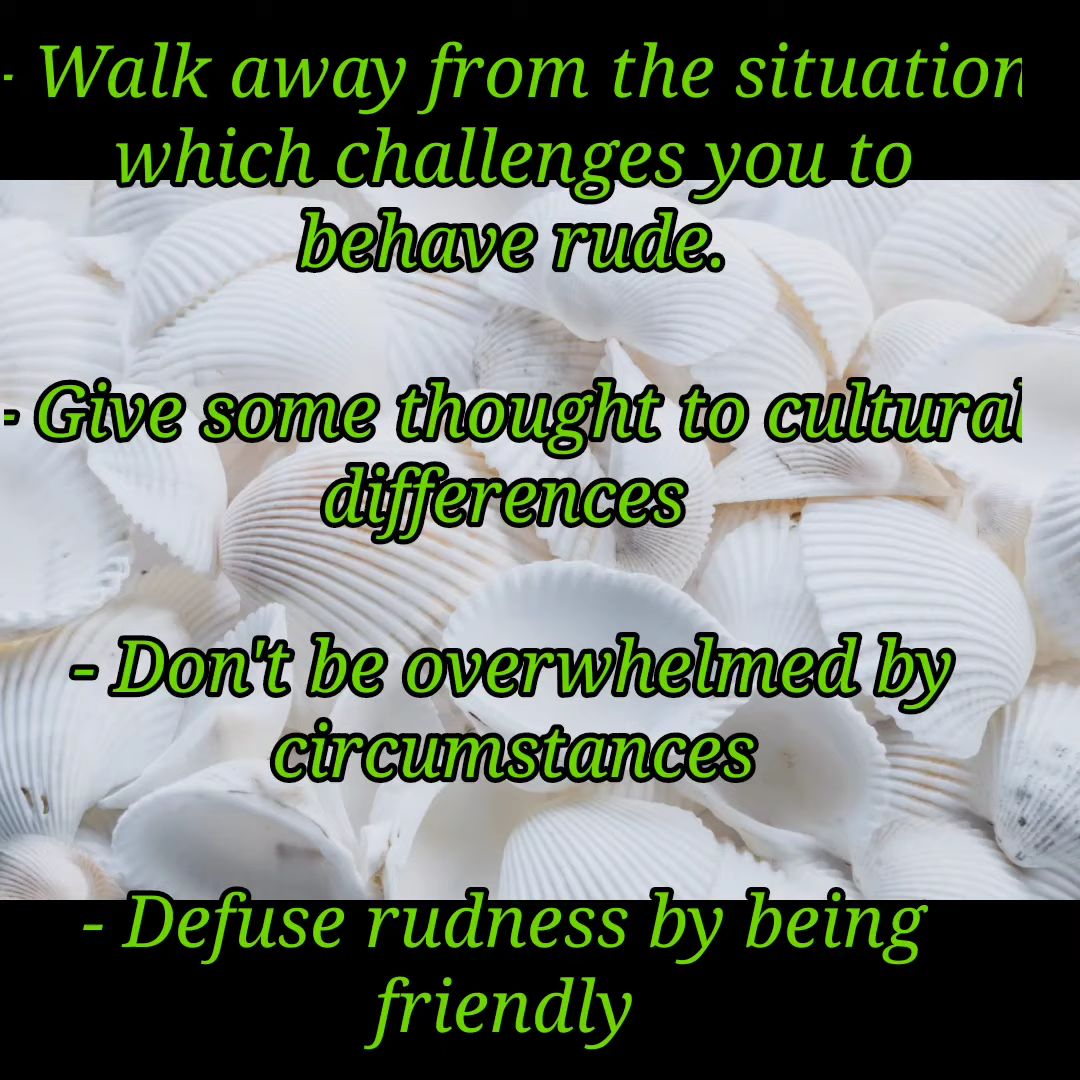 - Walk away from the situation
which challenges you to
behave rude.
- Give some thought to cultural
differences
- Don't be overwhelmed by
circumstances
- Defuse rudness by being
friendly